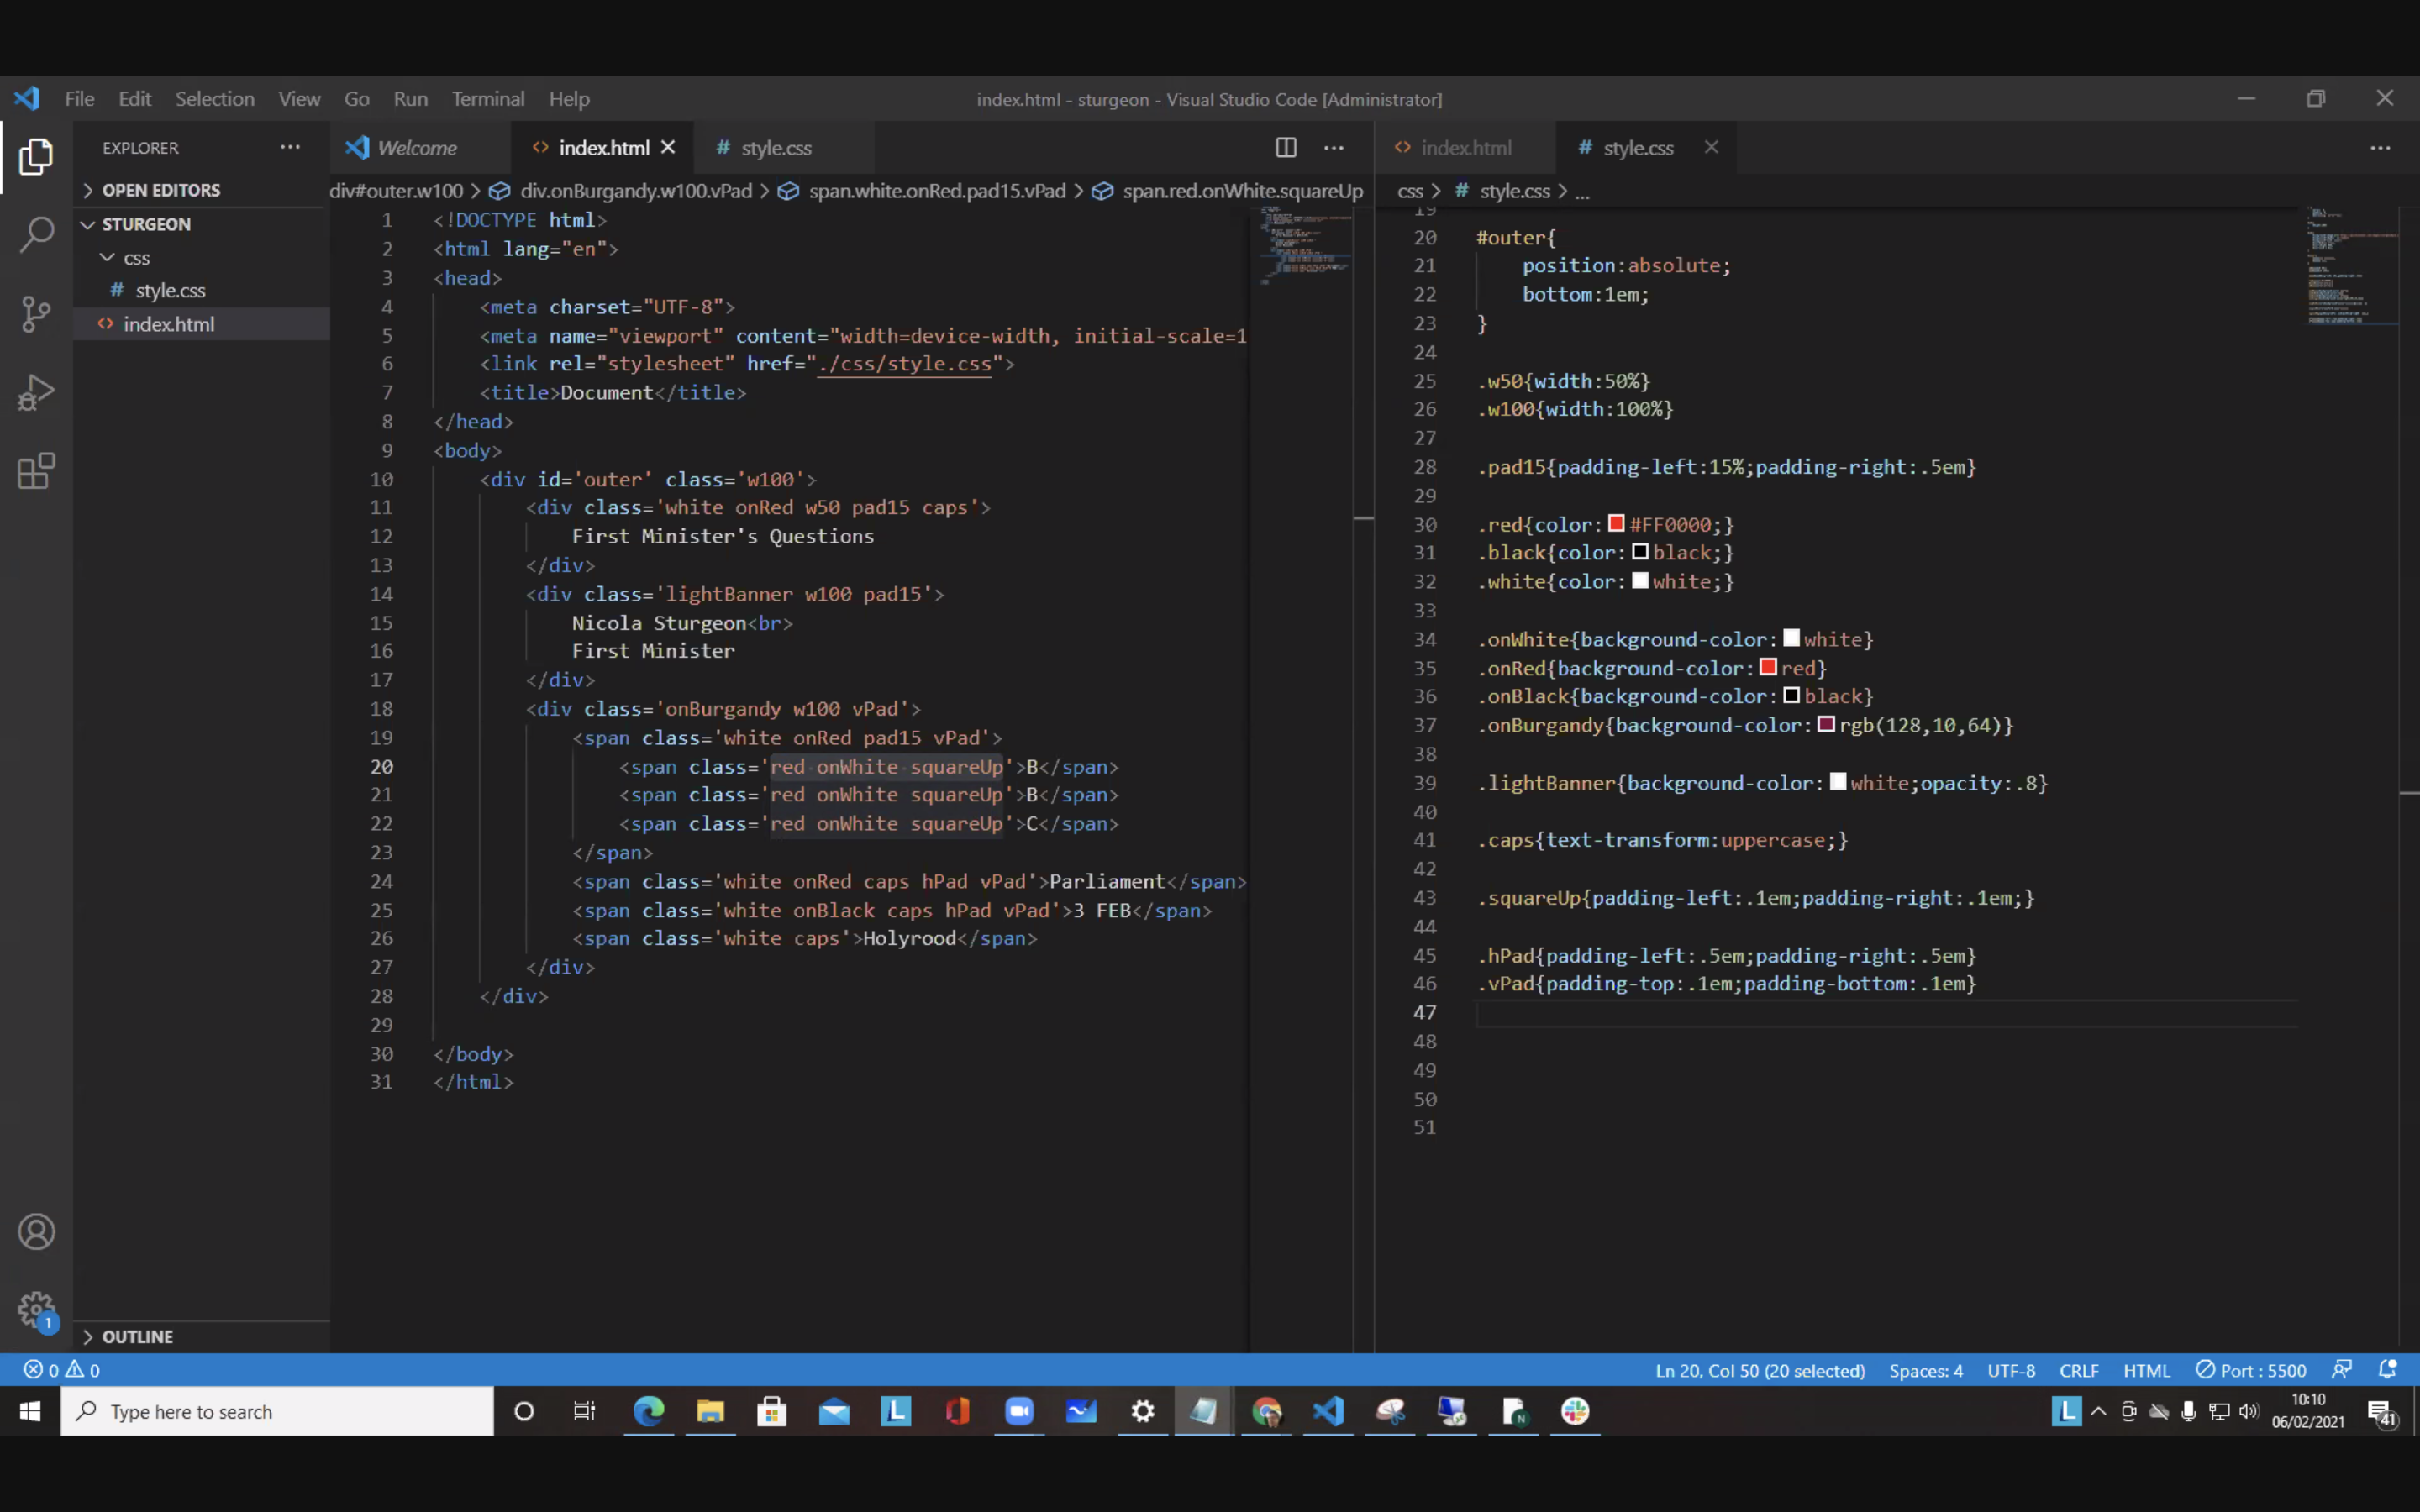 File Edit Selection View Go Run Terminal Help
index.html - sturgeon - Visual Studio Code [Administrator]
EXPLORER
OPEN EDITORS
STURGEON
css
# style.css
<> index.html
OUTLINE
Welcome
<> index.html
# style.css
div#outer.w100 > div.onBurgandy.w100.vPad > span.white.onRed.pad15.vPad > span.red.onWhite.squareUp
1 <!DOCTYPE html>
2 <html lang="en">
3 <head>
4 <meta charset="UTF-8">
5 <meta name="viewport" content="width=device-width, initial-scale=1
6 <link rel="stylesheet" href="./css/style.css">
7 <title>Document</title>
8 </head>
9 <body>
10 <div id='outer' class='w100'>
11 <div class='white onRed w50 pad15 caps'>
12 First Minister's Questions
13 </div>
14 <div class='lightBanner w100 pad15'>
15 Nicola Sturgeon<br>
16 First Minister
17 </div>
18 <div class='onBurgandy w100 vPad'>
19 <span class='white onRed pad15 vPad'>
20 <span class='red onWhite squareUp'>B</span>
21 <span class='red onWhite squareUp'>B</span>
22 <span class='red onWhite squareUp'>C</span>
23 </span>
24 <span class='white onRed caps hPad vPad'>Parliament</span>
25 <span class='white onBlack caps hPad vPad'>3 FEB</span>
26 <span class='white caps'>Holyrood</span>
27 </div>
28 </div>
29
30 </body>
31 </html>
<> index.html
# style.css
css > # style.css > ...
19
20 #outer{
21 position:absolute;
22 bottom:1em;
23 }
24
25 .w50{width:50%}
26 .w100{width:100%}
27
28 .pad15{padding-left:15%;padding-right:.5em}
29
30 .red{color:#FF0000;}
31 .black{color:black;}
32 .white{color:white;}
33
34 .onWhite{background-color:white}
35 .onRed{background-color:red}
36 .onBlack{background-color:black}
37 .onBurgandy{background-color:rgb(128,10,64)}
38
39 .lightBanner{background-color:white;opacity:.8}
40
41 .caps{text-transform:uppercase;}
42
43 .squareUp{padding-left:.1em;padding-right:.1em;}
44
45 .hPad{padding-left:.5em;padding-right:.5em}
46 .vPad{padding-top:.1em;padding-bottom:.1em}
47
48
49
50
51
1
0 0
Ln 20, Col 50 (20 selected) Spaces: 4 UTF-8 CRLF HTML Port : 5500
Type here to search
L
N
L
10:10
06/02/2021
41